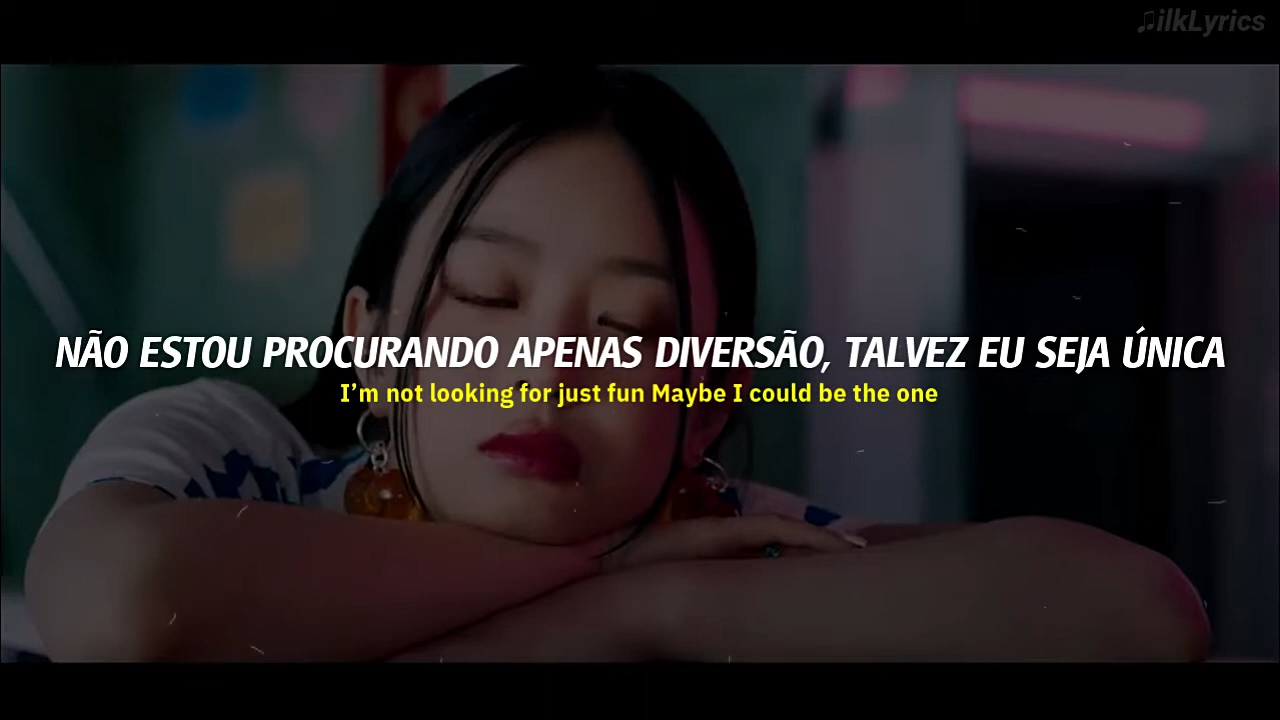 ♫ilkLyrics
NÃO ESTOU PROCURANDO APENAS DIVERSÃO, TALVEZ EU SEJA ÚNICA
I’m not looking for just fun Maybe I could be the one